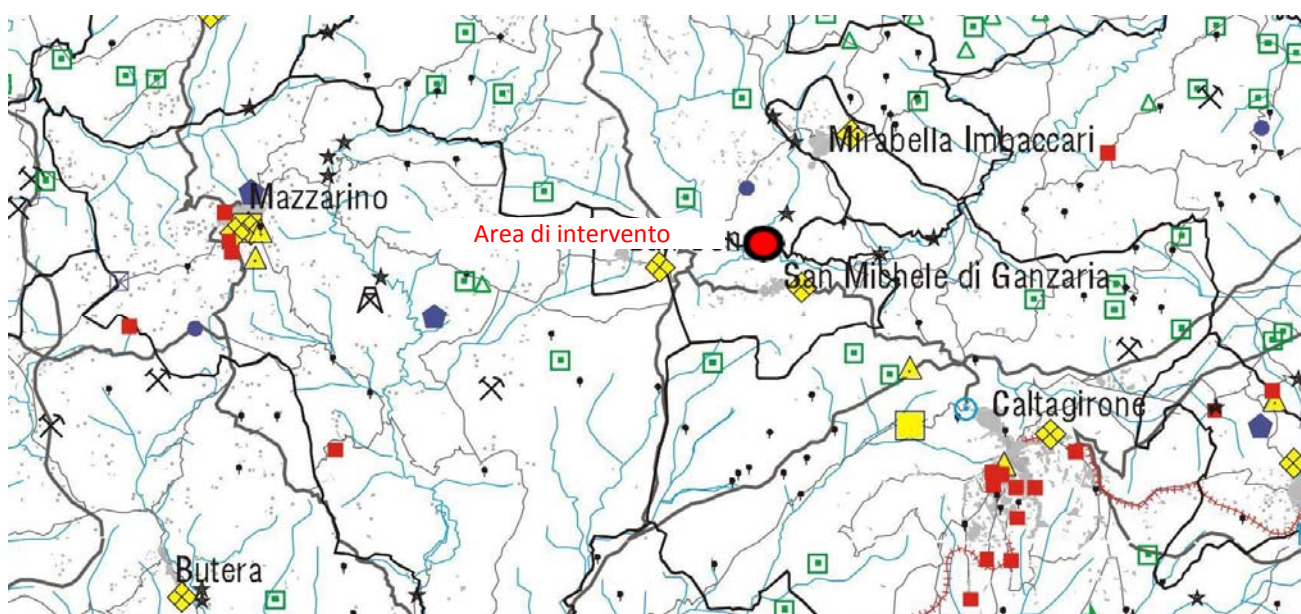 Mirabella Imbaccari
Mazzarino
Area di intervento
San Michele di Ganzaria
Caltagirone
Butera